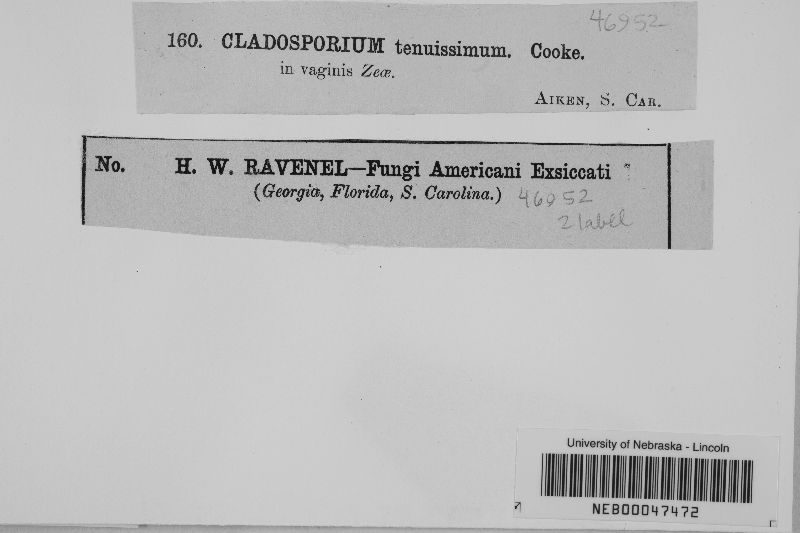 46952
160. CLADOSPORIUM tenuissimum. Cooke.
in vaginis Zeæ.
AIKEN, S. CAR.
No. H. W. RAVENEL—Fungi Americani Exsiccati
(Georgia, Florida, S. Carolina.) 46952
2 label
University of Nebraska - Lincoln
NEB00047472